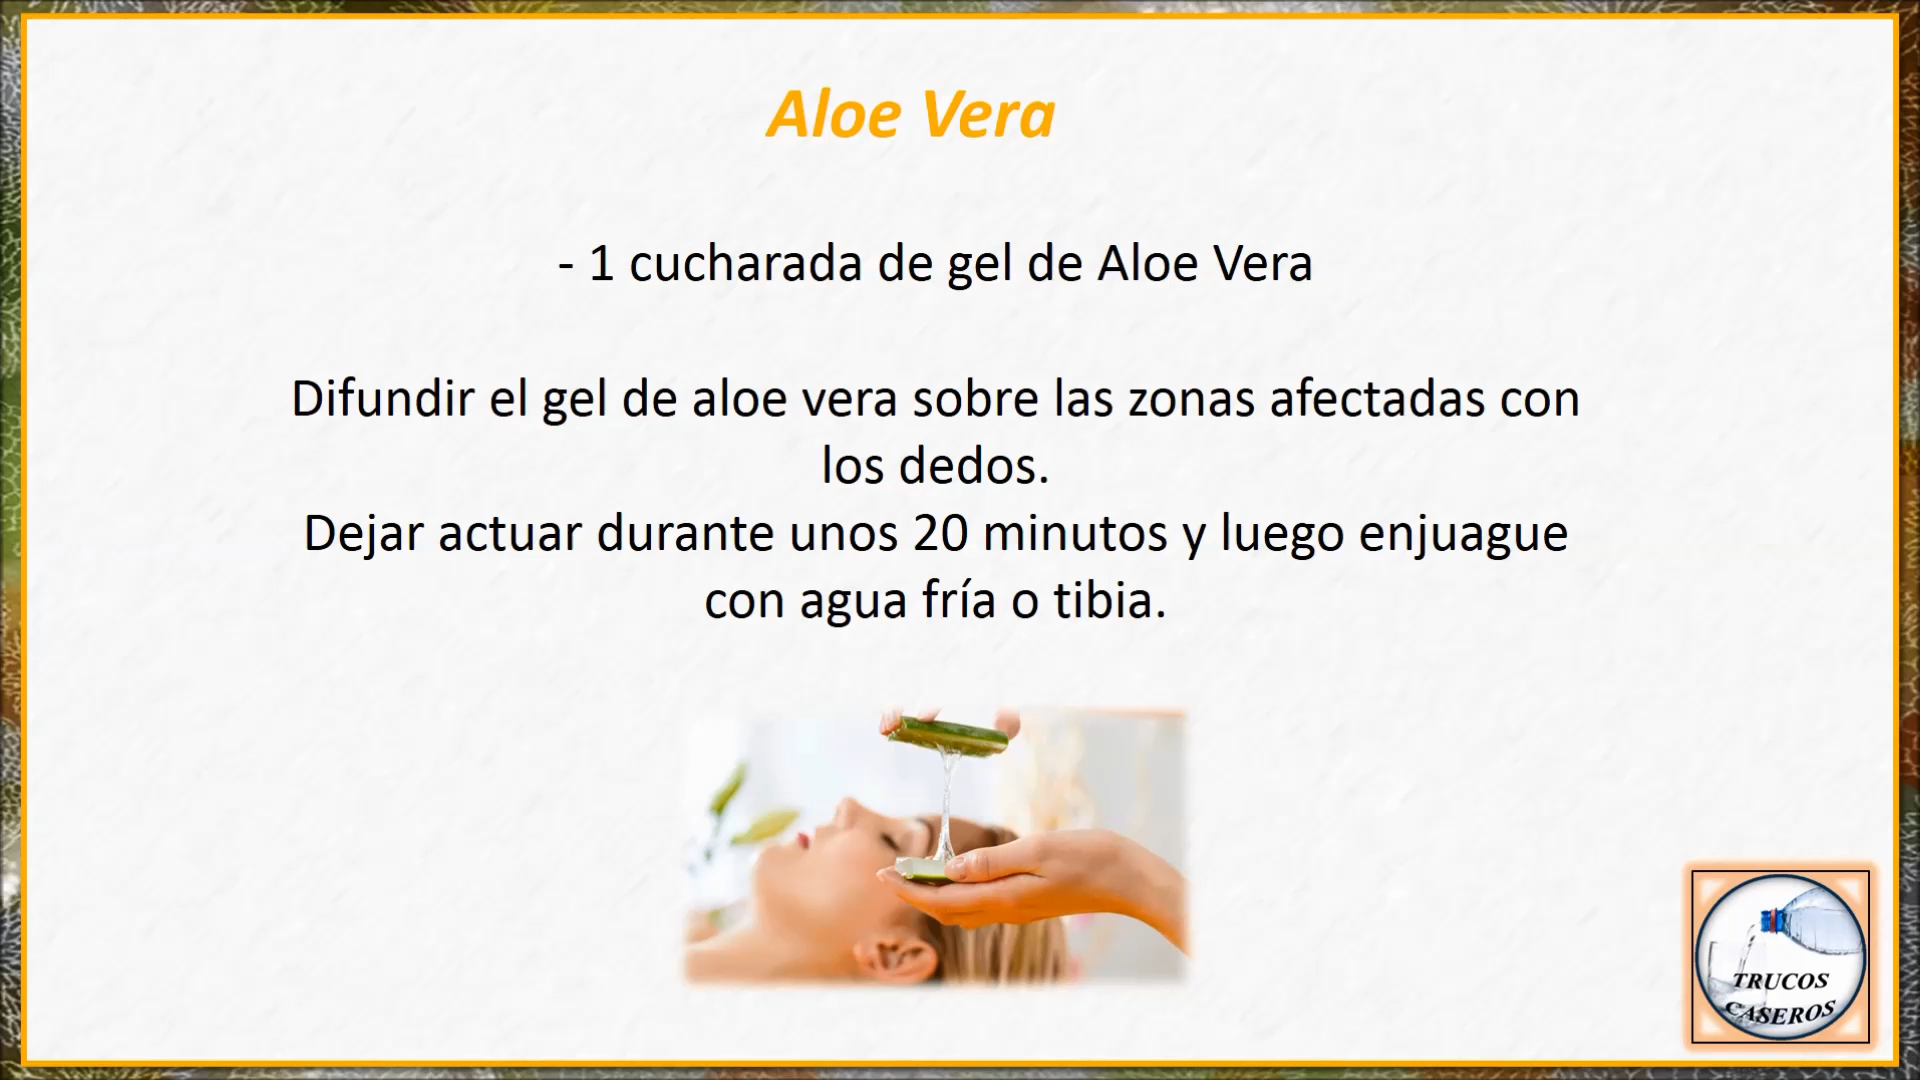 Aloe Vera
- 1 cucharada de gel de Aloe Vera
Difundir el gel de aloe vera sobre las zonas afectadas con
los dedos.
Dejar actuar durante unos 20 minutos y luego enjuague
con agua fría o tibia.
TRUCOS
CASEROS